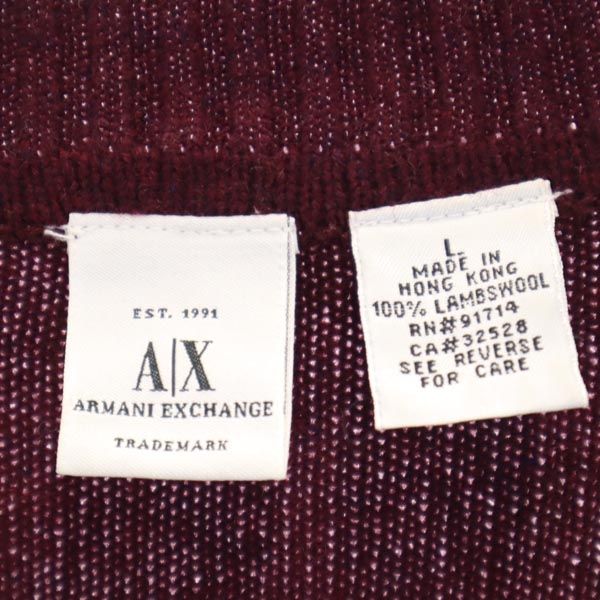 EST. 1991
A|X
ARMANI EXCHANGE
TRADEMARK
L
MADE IN
HONG KONG
100% LAMBSWOOL
RN#91714
CA#32528
SEE REVERSE
FOR CARE